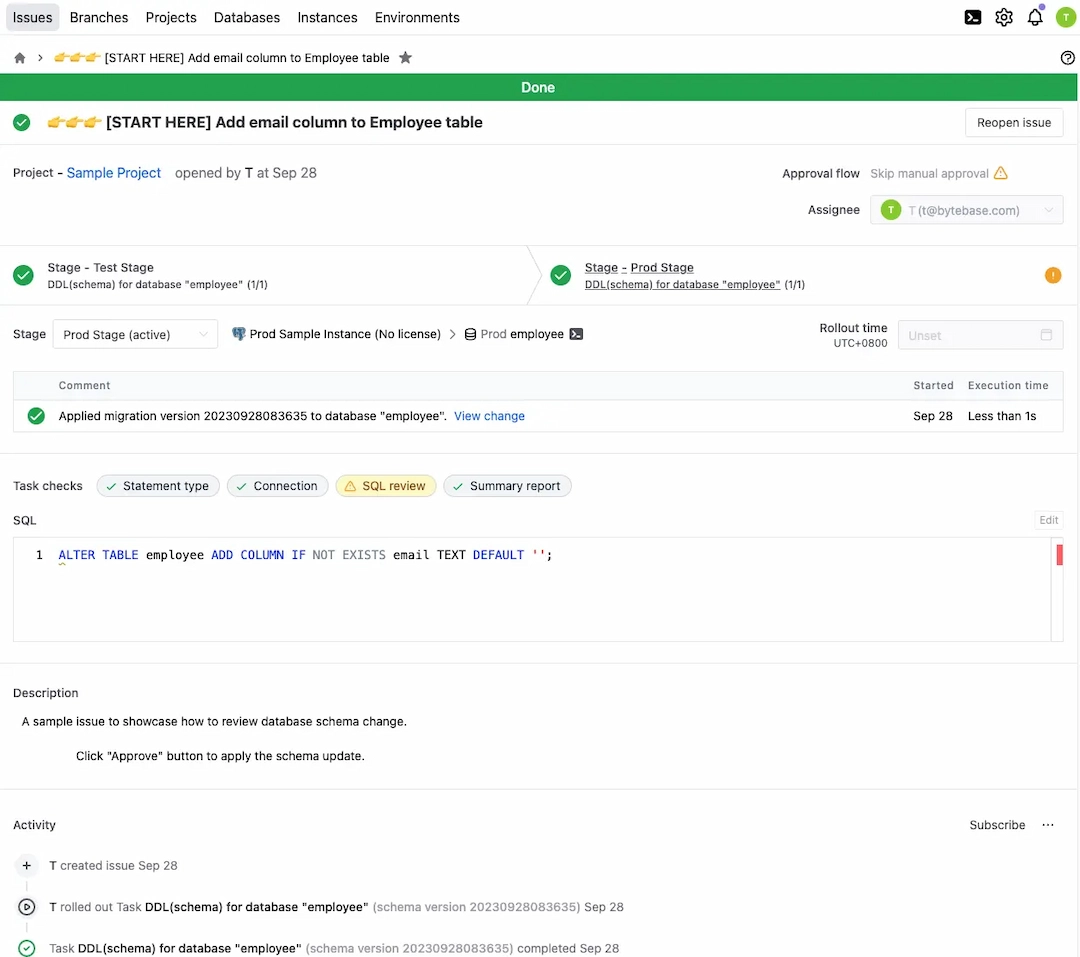 Issues Branches Projects Databases Instances Environments T
👉👉👉 [START HERE] Add email column to Employee table
Done
👉👉👉 [START HERE] Add email column to Employee table Reopen issue
Project - Sample Project opened by T at Sep 28 Approval flow Skip manual approval
Assignee T T (t@bytebase.com)
Stage - Test Stage
DDL(schema) for database "employee" (1/1)
Stage - Prod Stage
DDL(schema) for database "employee" (1/1)
Stage Prod Stage (active) Prod Sample Instance (No license) > Prod employee Rollout time
UTC+0800 Unset
Comment Started Execution time
Applied migration version 20230928083635 to database "employee". View change Sep 28 Less than 1s
Task checks Statement type Connection SQL review Summary report
SQL Edit
1 ALTER TABLE employee ADD COLUMN IF NOT EXISTS email TEXT DEFAULT '';
Description
A sample issue to showcase how to review database schema change.
Click "Approve" button to apply the schema update.
Activity Subscribe ...
T created issue Sep 28
T rolled out Task DDL(schema) for database "employee" (schema version 20230928083635) Sep 28
Task DDL(schema) for database "employee" (schema version 20230928083635) completed Sep 28